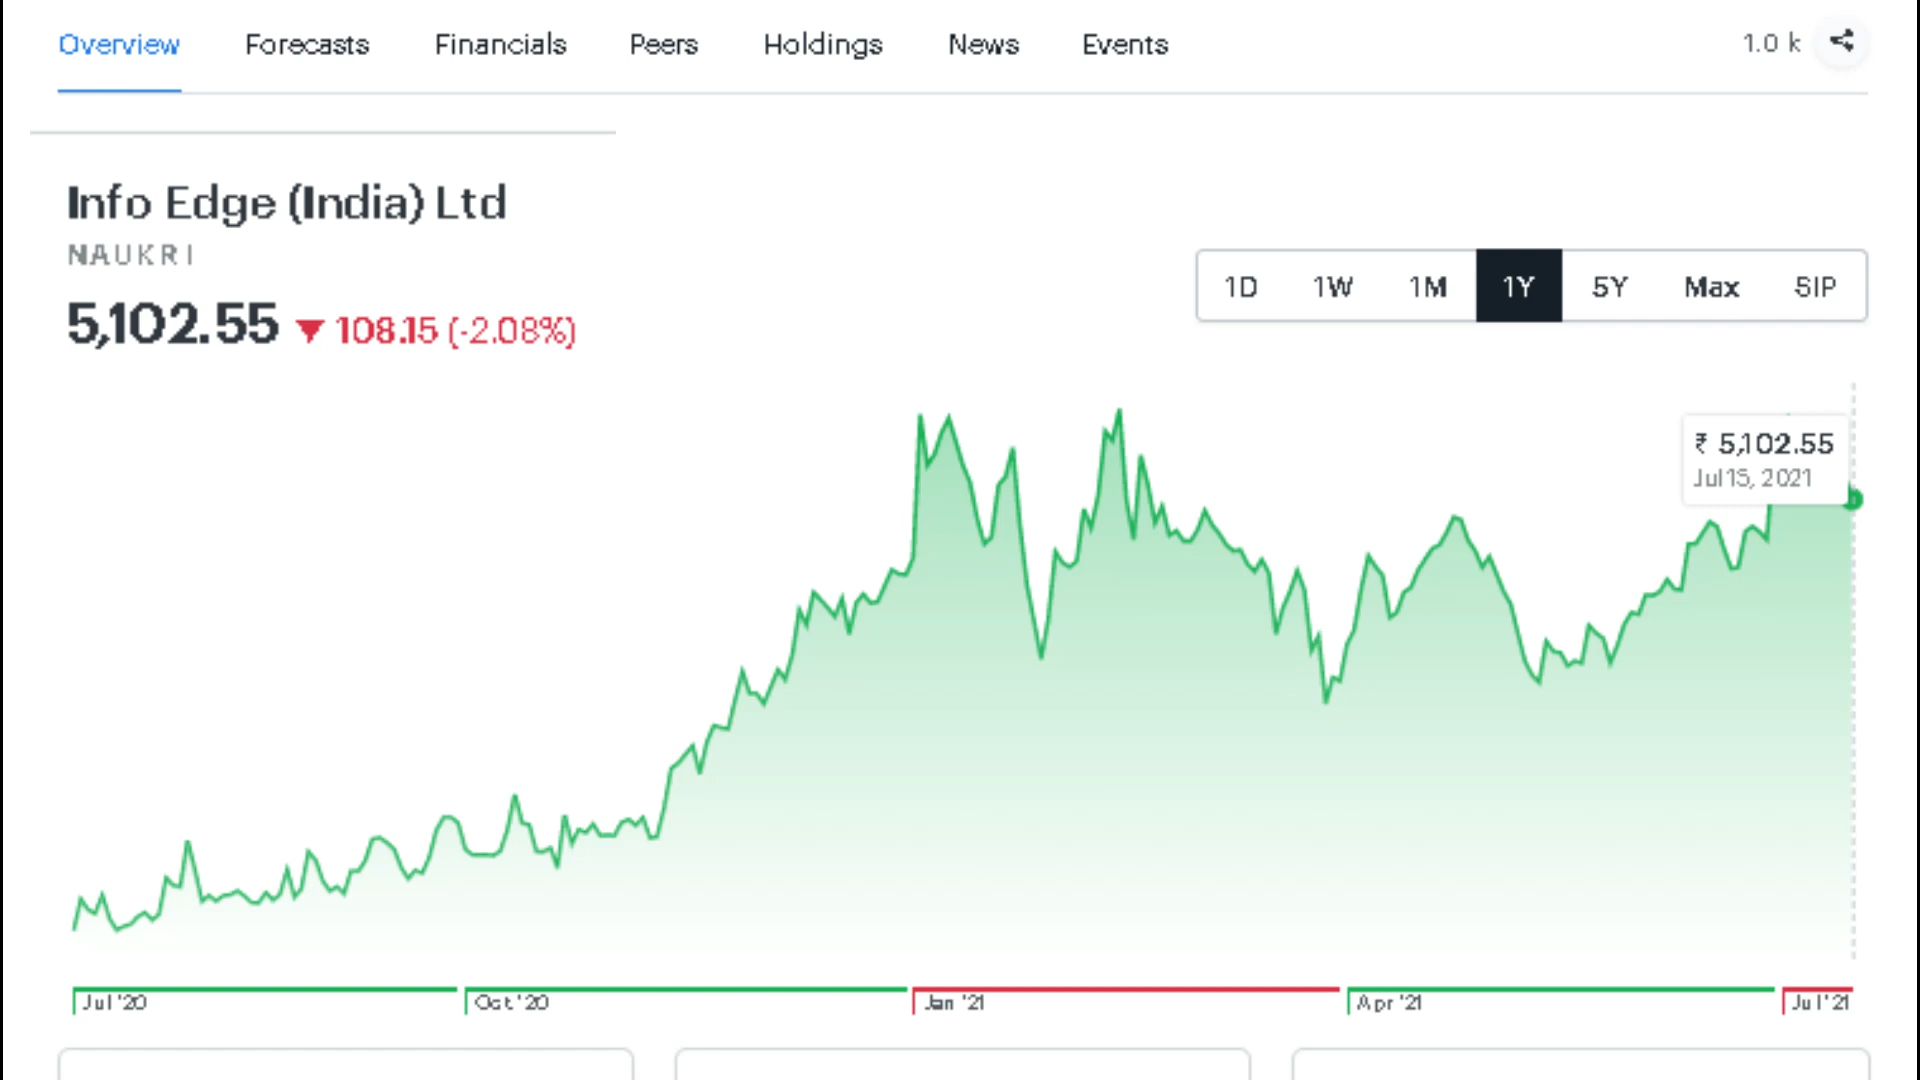 Overview Forecasts Financials Peers Holdings News Events 1.0 k
Info Edge (India) Ltd
NAUKRI
5,102.55 ▼ 108.15 (-2.08%)
1D 1W 1M 1Y 5Y Max SIP
₹ 5,102.55
Jul 15, 2021
Jul '20 Oct '20 Jan '21 Apr '21 Jul '21